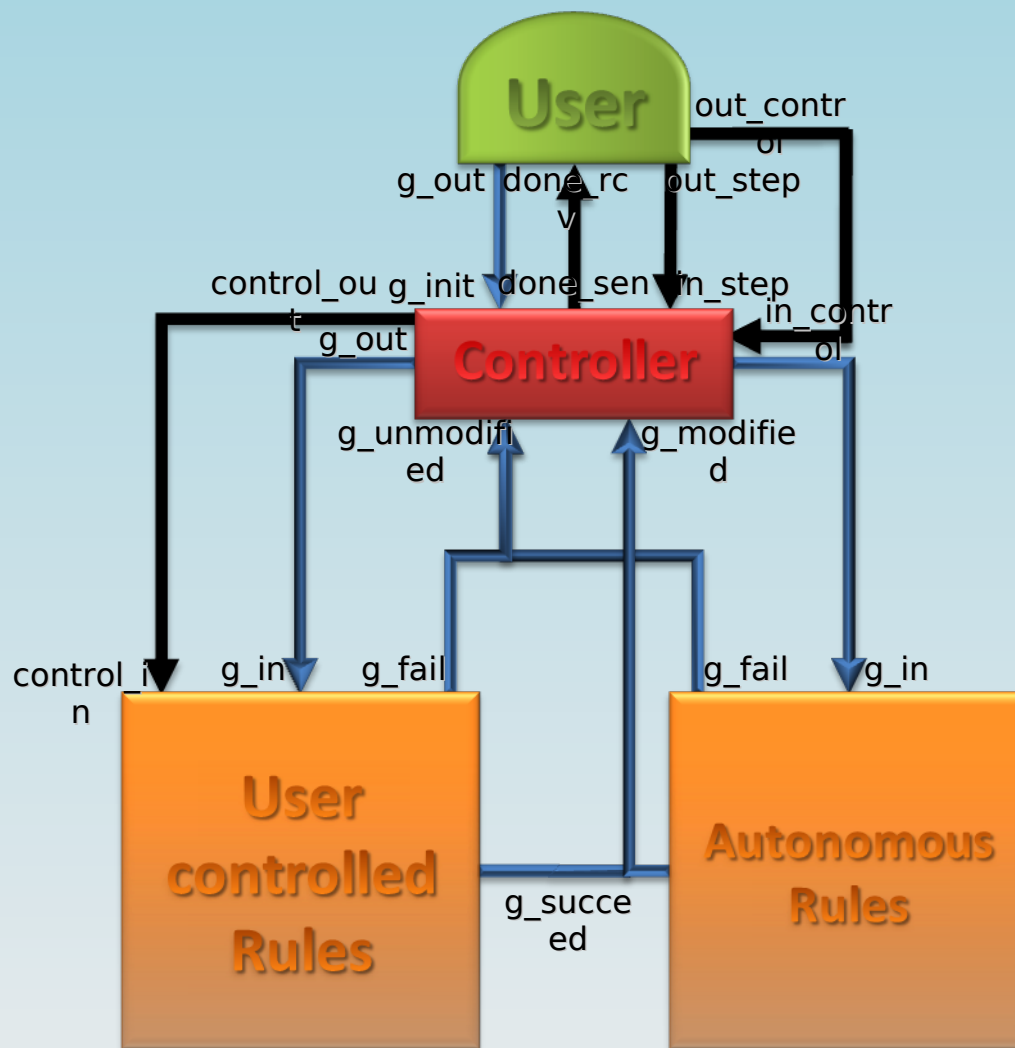 User
out_contr
ol
g_out
done_rc
v
out_step
control_ou
t
g_init
done_sen
in_step
in_contr
ol
g_out
Controller
g_unmodifi
ed
g_modifie
d
control_i
n
g_in
g_fail
g_fail
g_in
User
controlled
Rules
Autonomous
Rules
g_succe
ed